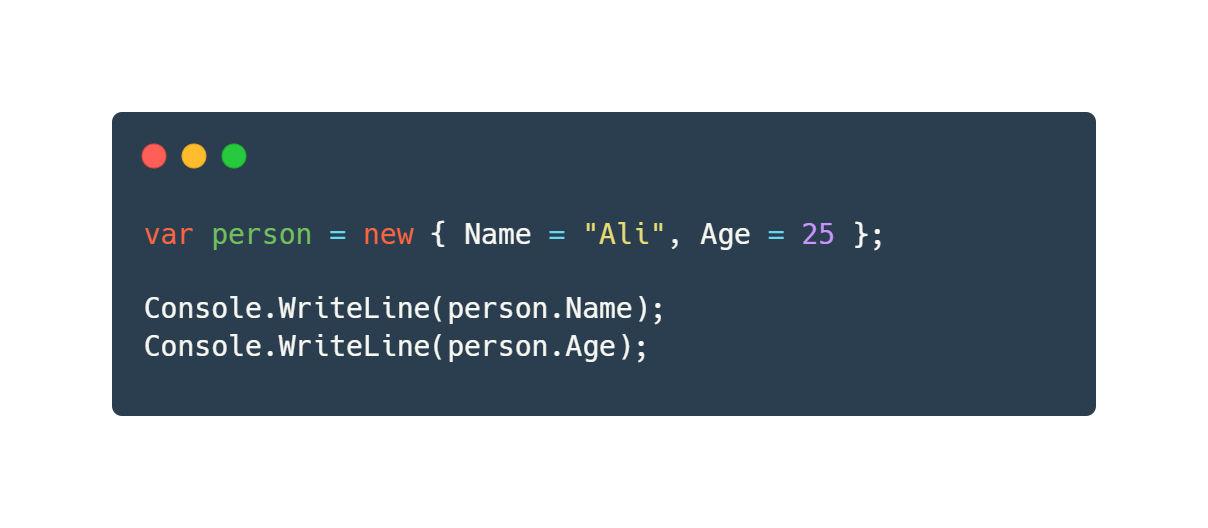 var person = new { Name = "Ali", Age = 25 };
Console.WriteLine(person.Name);
Console.WriteLine(person.Age);